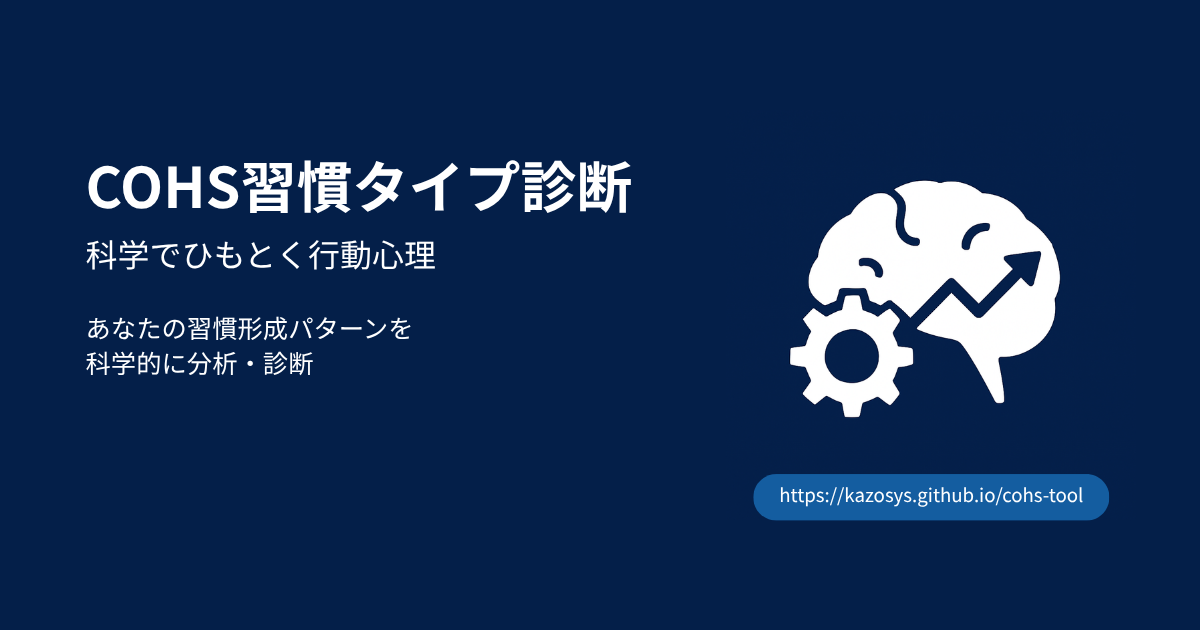 COHS習慣タイプ診断
科学でひもとく行動心理
あなたの習慣形成パターンを
科学的に分析・診断
https://kazosys.github.io/cohs-tool